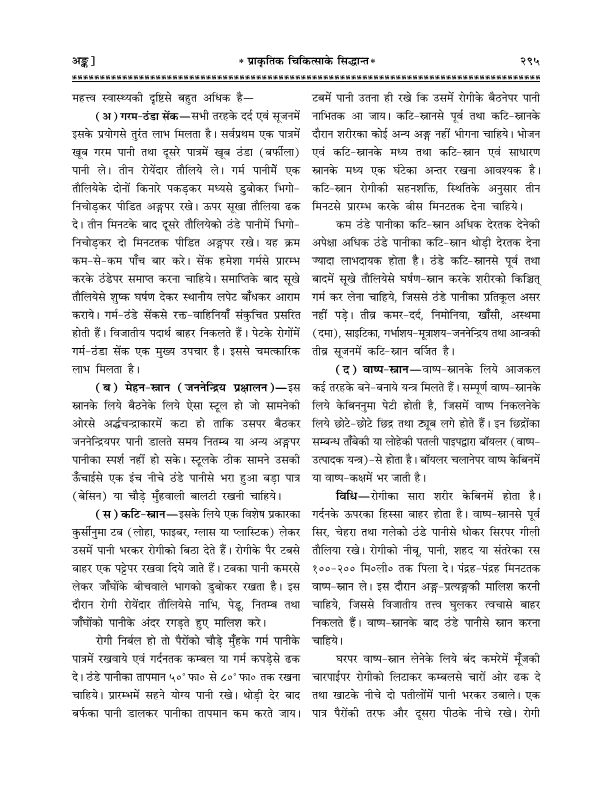 अङ्क ]
* प्राकृतिक चिकित्साके सिद्धान्त*
२९५
महत्त्व स्वास्थ्यकी दृष्टिसे बहुत अधिक है—
( अ ) गरम-ठंडा सेंक—सभी तरहके दर्द एवं सूजनमें
इसके प्रयोगसे तुरंत लाभ मिलता है। सर्वप्रथम एक पात्रमें
खूब गरम पानी तथा दूसरे पात्रमें खूब ठंडा (बर्फीला)
पानी ले। तीन रोयेंदार तौलिये ले। गर्म पानीमें एक
तौलियेके दोनों किनारे पकड़कर मध्यसे डुबोकर भिगो-
निचोड़कर पीडित अङ्गपर रखे। ऊपर सूखा तौलिया ढक
दे। तीन मिनटके बाद दूसरे तौलियेको ठंडे पानीमें भिगो-
निचोड़कर दो मिनटतक पीडित अङ्गपर रखे। यह क्रम
कम-से-कम पाँच बार करे। सेंक हमेशा गर्मसे प्रारम्भ
करके ठंडेपर समाप्त करना चाहिये। समाप्तिके बाद सूखे
तौलियेसे शुष्क घर्षण देकर स्थानीय लपेट बाँधकर आराम
कराये। गर्म-ठंडे सेंकसे रक्त-वाहिनियाँ संकुचित प्रसरित
होती हैं। विजातीय पदार्थ बाहर निकलते हैं। पेटके रोगोंमें
गर्म-ठंडा सेंक एक मुख्य उपचार है। इससे चमत्कारिक
लाभ मिलता है।
( ब ) मेहन-स्नान ( जननेन्द्रिय प्रक्षालन )—इस
स्नानके लिये बैठनेके लिये ऐसा स्टूल हो जो सामनेकी
ओरसे अर्द्धचन्द्राकारमें कटा हो ताकि उसपर बैठकर
जननेन्द्रियपर पानी डालते समय नितम्ब या अन्य अङ्गपर
पानीका स्पर्श नहीं हो सके। स्टूलके ठीक सामने उसकी
ऊँचाईसे एक इंच नीचे ठंडे पानीसे भरा हुआ बड़ा पात्र
(बेसिन) या चौड़े मुँहवाली बालटी रखनी चाहिये।
( स ) कटि-स्नान—इसके लिये एक विशेष प्रकारका
कुर्सीनुमा टब (लोहा, फाइबर, ग्लास या प्लास्टिक) लेकर
उसमें पानी भरकर रोगीको बिठा देते हैं। रोगीके पैर टबसे
बाहर एक पट्टेपर रखवा दिये जाते हैं। टबका पानी कमरसे
लेकर जाँघोंके बीचवाले भागको डुबोकर रखता है। इस
दौरान रोगी रोयेंदार तौलियेसे नाभि, पेडू, नितम्ब तथा
जाँघोंको पानीके अंदर रगड़ते हुए मालिश करे।
रोगी निर्बल हो तो पैरोंको चौड़े मुँहके गर्म पानीके
पात्रमें रखवाये एवं गर्दनतक कम्बल या गर्म कपड़ेसे ढक
दे। ठंडे पानीका तापमान ५०° फा० से ८०° फा० तक रखना
चाहिये। प्रारम्भमें सहने योग्य पानी रखे। थोड़ी देर बाद
बर्फका पानी डालकर पानीका तापमान कम करते जाय।
टबमें पानी उतना ही रखे कि उसमें रोगीके बैठनेपर पानी
नाभितक आ जाय। कटि-स्नानसे पूर्व तथा कटि-स्नानके
दौरान शरीरका कोई अन्य अङ्ग नहीं भीगना चाहिये। भोजन
एवं कटि-स्नानके मध्य तथा कटि-स्नान एवं साधारण
स्नानके मध्य एक घंटेका अन्तर रखना आवश्यक है।
कटि-स्नान रोगीकी सहनशक्ति, स्थितिके अनुसार तीन
मिनटसे प्रारम्भ करके बीस मिनटतक देना चाहिये।
कम ठंडे पानीका कटि-स्नान अधिक देरतक देनेकी
अपेक्षा अधिक ठंडे पानीका कटि-स्नान थोड़ी देरतक देना
ज्यादा लाभदायक होता है। ठंडे कटि-स्नानसे पूर्व तथा
बादमें सूखे तौलियेसे घर्षण-स्नान करके शरीरको किञ्चित्
गर्म कर लेना चाहिये, जिससे ठंडे पानीका प्रतिकूल असर
नहीं पड़े। तीव्र कमर-दर्द, निमोनिया, खाँसी, अस्थमा
(दमा), साइटिका, गर्भाशय-मूत्राशय-जननेन्द्रिय तथा आन्त्रकी
तीव्र सूजनमें कटि-स्नान वर्जित है।
( द ) वाष्प-स्नान—वाष्प-स्नानके लिये आजकल
कई तरहके बने-बनाये यन्त्र मिलते हैं। सम्पूर्ण वाष्प-स्नानके
लिये केबिननुमा पेटी होती है, जिसमें वाष्प निकलनेके
लिये छोटे-छोटे छिद्र तथा ट्यूब लगे होते हैं। इन छिद्रोंका
सम्बन्ध ताँबेकी या लोहेकी पतली पाइपद्वारा बॉयलर (वाष्प-
उत्पादक यन्त्र)-से होता है। बॉयलर चलानेपर वाष्प केबिनमें
या वाष्प-कक्षमें भर जाती है।
विधि—रोगीका सारा शरीर केबिनमें होता है।
गर्दनके ऊपरका हिस्सा बाहर होता है। वाष्प-स्नानसे पूर्व
सिर, चेहरा तथा गलेको ठंडे पानीसे धोकर सिरपर गीली
तौलिया रखे। रोगीको नीबू, पानी, शहद या संतरेका रस
१००-२०० मि०ली० तक पिला दे। पंद्रह-पंद्रह मिनटतक
वाष्प-स्नान ले। इस दौरान अङ्ग-प्रत्यङ्गकी मालिश करनी
चाहिये, जिससे विजातीय तत्त्व घुलकर त्वचासे बाहर
निकलते हैं। वाष्प-स्नानके बाद ठंडे पानीसे स्नान करना
चाहिये।
घरपर वाष्प-स्नान लेनेके लिये बंद कमरेमें मूँजकी
चारपाईपर रोगीको लिटाकर कम्बलसे चारों ओर ढक दे
तथा खाटके नीचे दो पतीलोंमें पानी भरकर उबाले। एक
पात्र पैरोंकी तरफ और दूसरा पीठके नीचे रखे। रोगी